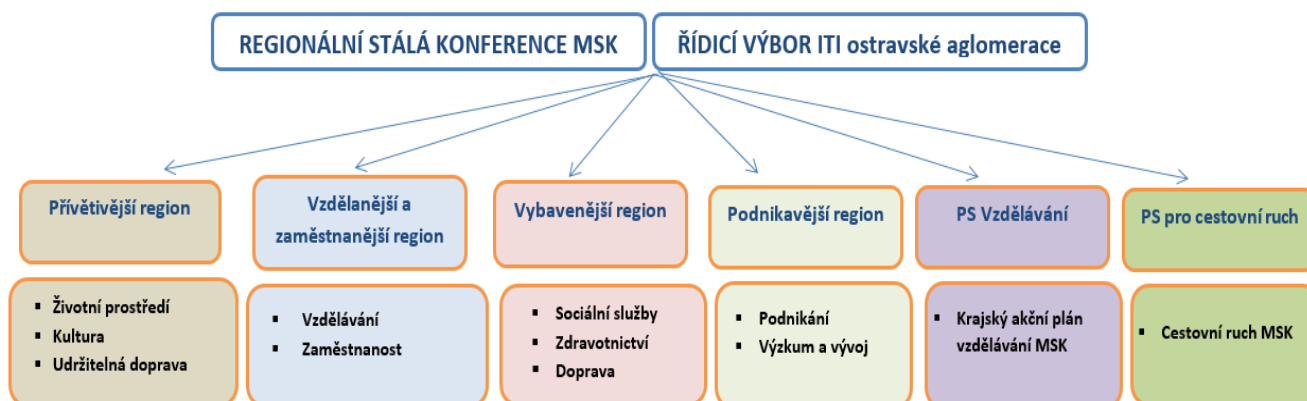 REGIONÁLNÍ STÁLÁ KONFERENCE MSK
ŘÍDICÍ VÝBOR ITI ostravské aglomerace
Přívětivější region
Vzdělanější a
zaměstnanější region
Vybavenější region
Podnikavější region
PS Vzdělávání
PS pro cestovní ruch
▪ Životní prostředí
▪ Kultura
▪ Udržitelná doprava
▪ Vzdělávání
▪ Zaměstnanost
▪ Sociální služby
▪ Zdravotnictví
▪ Doprava
▪ Podnikání
▪ Výzkum a vývoj
▪ Krajský akční plán
vzdělávání MSK
▪ Cestovní ruch MSK